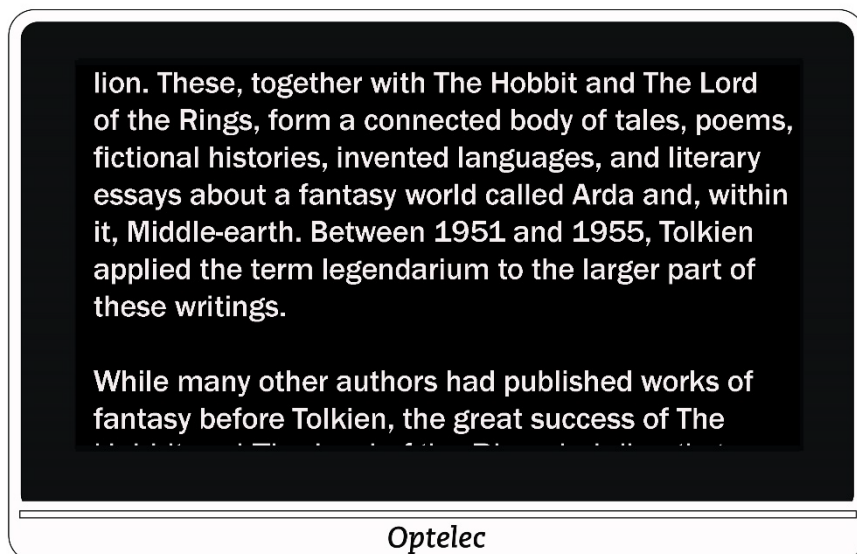 lion. These, together with The Hobbit and The Lord
of the Rings, form a connected body of tales, poems,
fictional histories, invented languages, and literary
essays about a fantasy world called Arda and, within
it, Middle-earth. Between 1951 and 1955, Tolkien
applied the term legendarium to the larger part of
these writings.
While many other authors had published works of
fantasy before Tolkien, the great success of The
Optelec